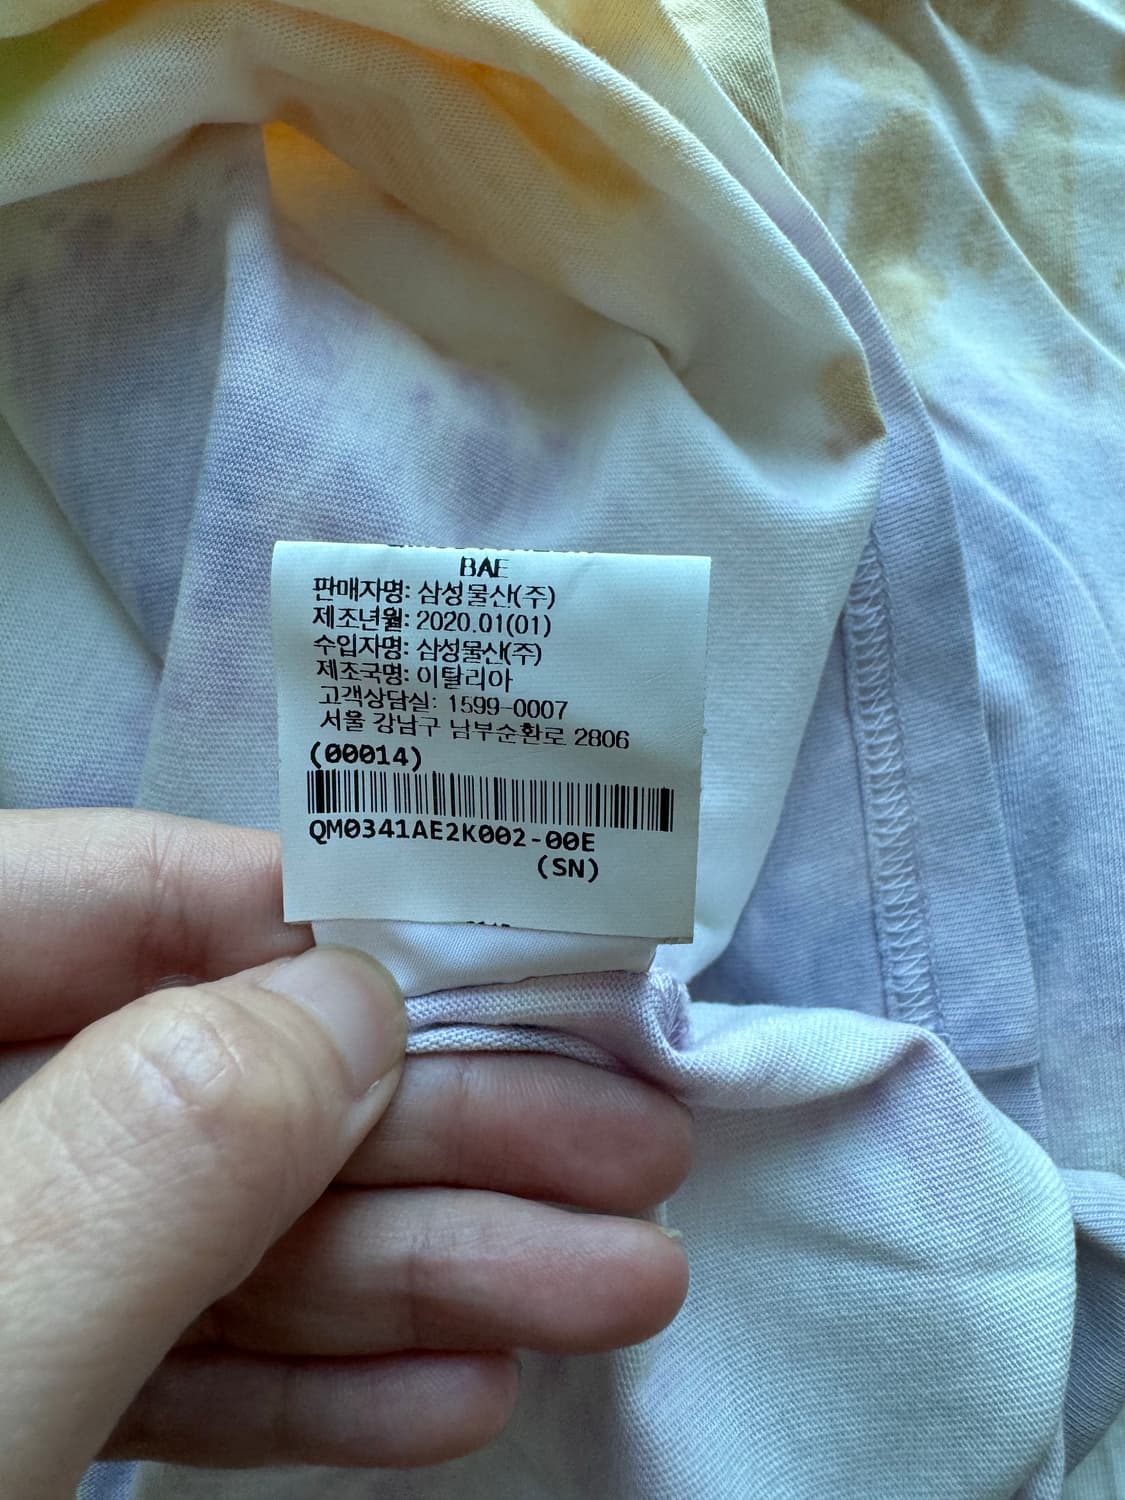 BAE
판매자명: 삼성물산(주)
제조년월: 2020.01(01)
수입자명: 삼성물산(주)
제조국명: 이탈리아
고객상담실: 1599-0007
서울 강남구 남부순환로 2806
(00014)
QM0341AE2K002-00E
(SN)